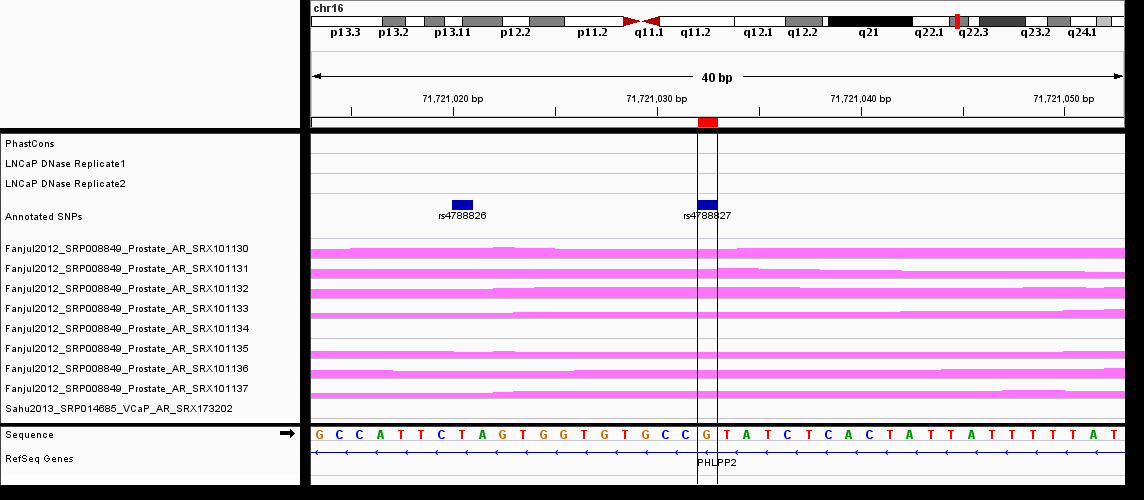 chr16
p13.3 p13.2 p13.11 p12.2 p11.2 q11.1 q11.2 q12.1 q12.2 q21 q22.1 q22.3 q23.2 q24.1
40 bp
71,721,020 bp 71,721,030 bp 71,721,040 bp 71,721,050 bp
PhastCons
LNCaP DNase Replicate1
LNCaP DNase Replicate2
Annotated SNPs rs4788826 rs4788827
Fanjul2012_SRP008849_Prostate_AR_SRX101130
Fanjul2012_SRP008849_Prostate_AR_SRX101131
Fanjul2012_SRP008849_Prostate_AR_SRX101132
Fanjul2012_SRP008849_Prostate_AR_SRX101133
Fanjul2012_SRP008849_Prostate_AR_SRX101134
Fanjul2012_SRP008849_Prostate_AR_SRX101135
Fanjul2012_SRP008849_Prostate_AR_SRX101136
Fanjul2012_SRP008849_Prostate_AR_SRX101137
Sahu2013_SRP014685_VCaP_AR_SRX173202
Sequence G C C A T T C T A G T G G T G T G C C G T A T C T C A C T A T T A T T T T T A T
RefSeq Genes PHLPP2